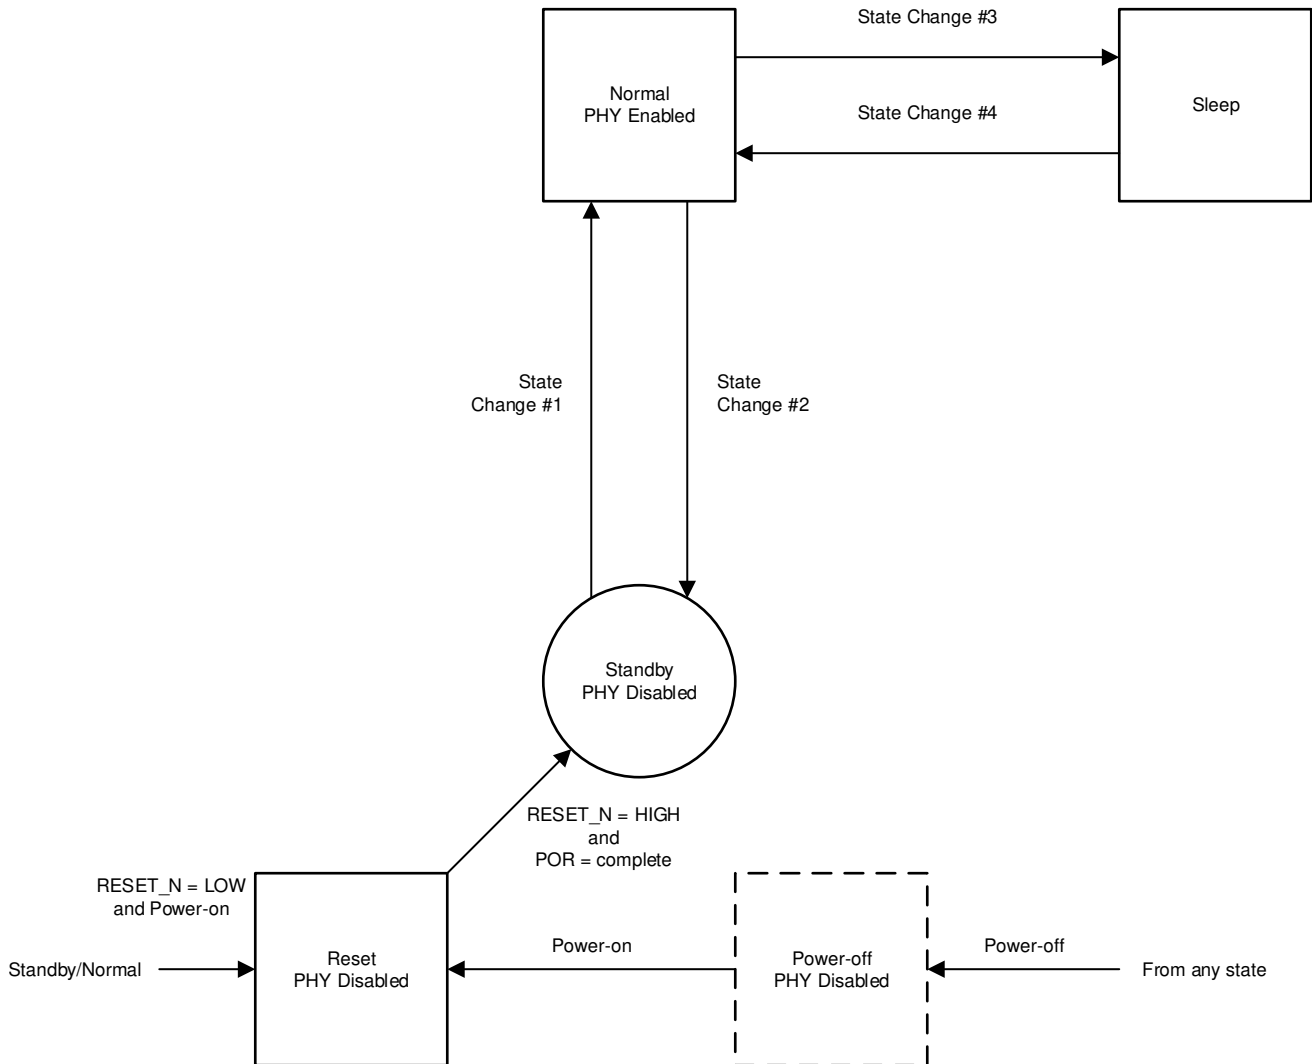 State Change #3
Normal
PHY Enabled
Sleep
State Change #4
State
Change #1
State
Change #2
Standby
PHY Disabled
RESET_N = HIGH
and
POR = complete
RESET_N = LOW
and Power-on
Standby/Normal
Reset
PHY Disabled
Power-on
Power-off
PHY Disabled
Power-off
From any state